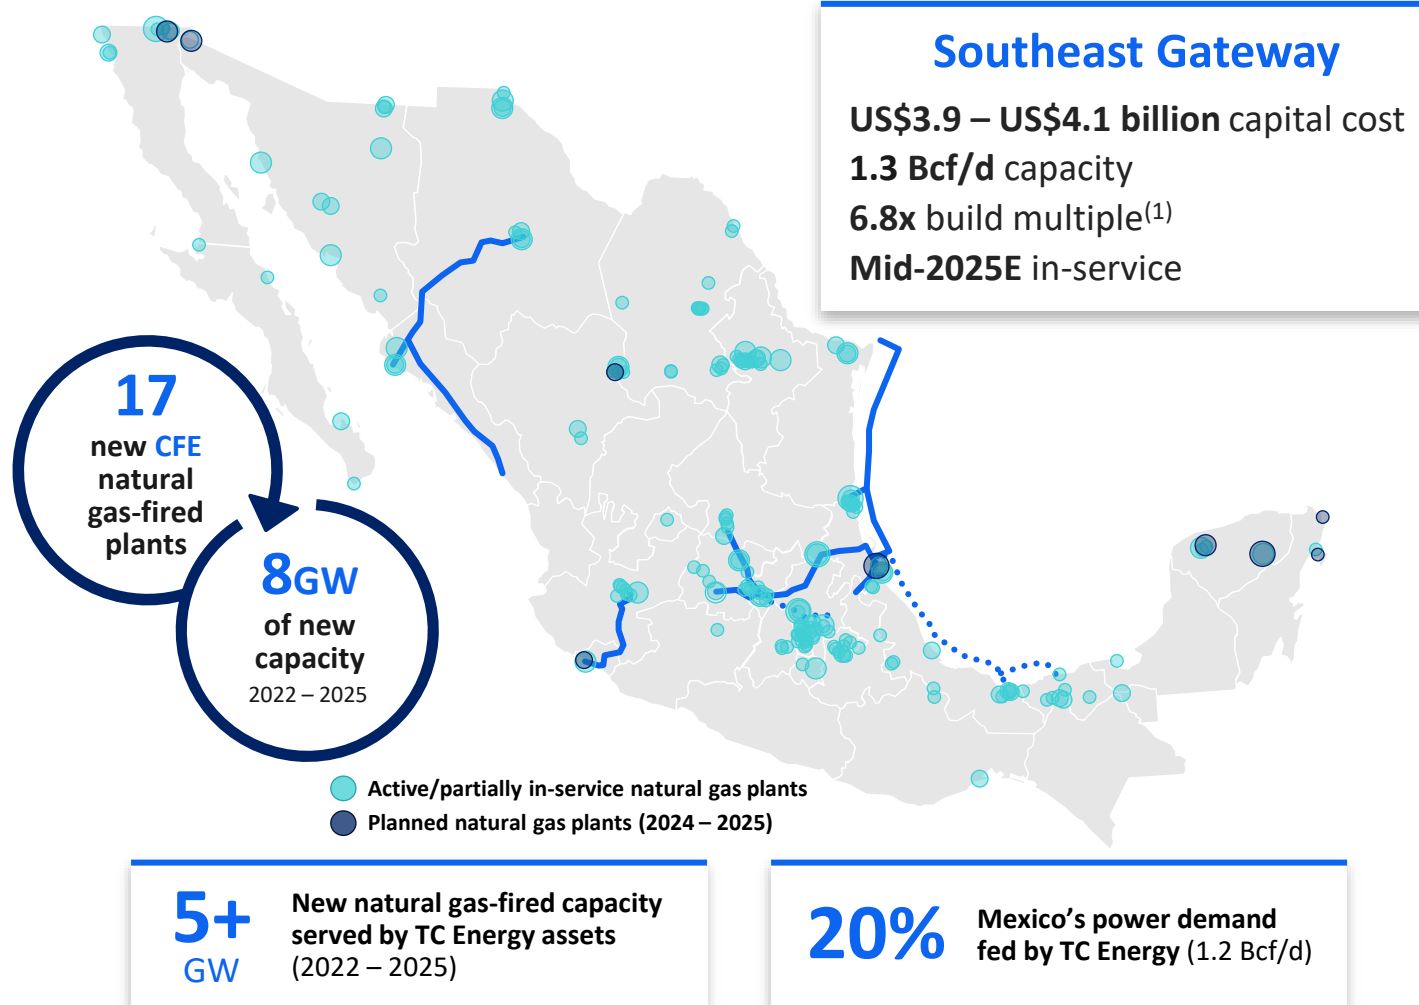 Southeast Gateway
US$3.9 – US$4.1 billion capital cost
1.3 Bcf/d capacity
6.8x build multiple(1)
Mid-2025E in-service
17
new CFE
natural
gas-fired
plants
8GW
of new
capacity
2022 – 2025
Active/partially in-service natural gas plants
Planned natural gas plants (2024 – 2025)
5+
GW
New natural gas-fired capacity
served by TC Energy assets
(2022 – 2025)
20%
Mexico’s power demand
fed by TC Energy (1.2 Bcf/d)